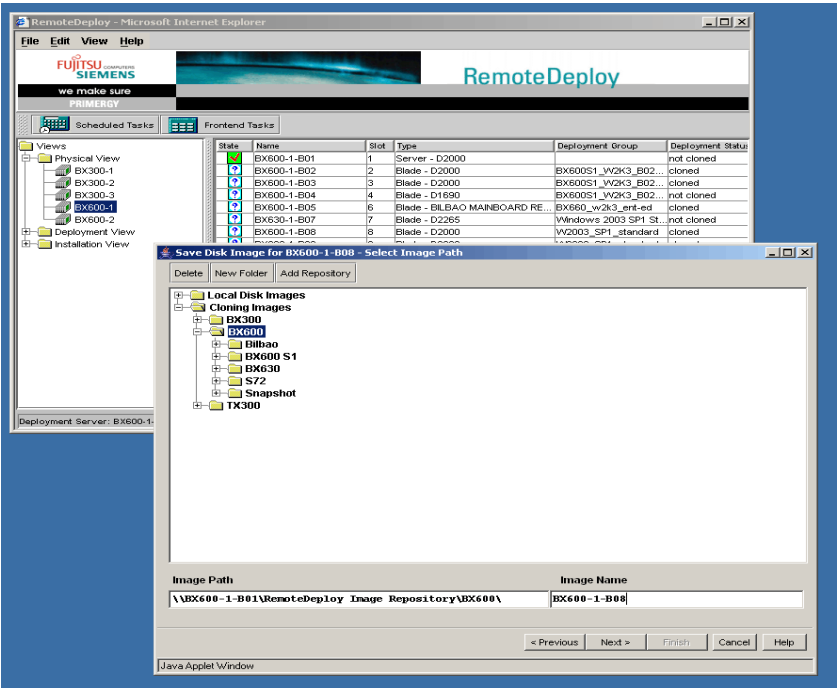 RemoteDeploy - Microsoft Internet Explorer
File Edit View Help
FUJITSU COMPUTERS
SIEMENS
we make sure
PRIMERGY
RemoteDeploy
Scheduled Tasks Frontend Tasks
Views
Physical View
BX300-1
BX300-2
BX300-3
BX600-1
BX600-2
Deployment View
Installation View
State Name Slot Type Deployment Group Deployment Status
BX600-1-B01 1 Server - D2000 not cloned
BX600-1-B02 2 Blade - D2000 BX600S1_W2K3_B02... cloned
BX600-1-B03 3 Blade - D2000 BX600S1_W2K3_B02... cloned
BX600-1-B04 4 Blade - D1690 BX600S1_W2K3_B02... not cloned
BX600-1-B05 6 Blade - BILBAO MAINBOARD RE... BX660_w2k3_ent-ed cloned
BX630-1-B07 7 Blade - D2265 Windows 2003 SP1 St... not cloned
BX600-1-B08 8 Blade - D2000 W2003_SP1_standard cloned
Deployment Server: BX600-1-
Save Disk Image for BX600-1-B08 - Select Image Path
Delete New Folder Add Repository
Local Disk Images
Cloning Images
BX300
BX600
Bilbao
BX600 S1
BX630
S72
Snapshot
TX300
Image Path Image Name
\\BX600-1-B01\RemoteDeploy Image Repository\BX600\ BX600-1-B08
< Previous Next > Finish Cancel Help
Java Applet Window